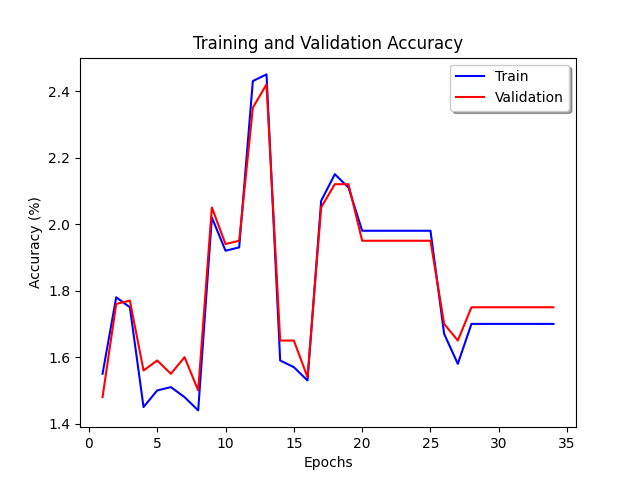 Training and Validation Accuracy
Train
Validation
Accuracy (%)
2.4
2.2
2.0
1.8
1.6
1.4
0 5 10 15 20 25 30 35
Epochs